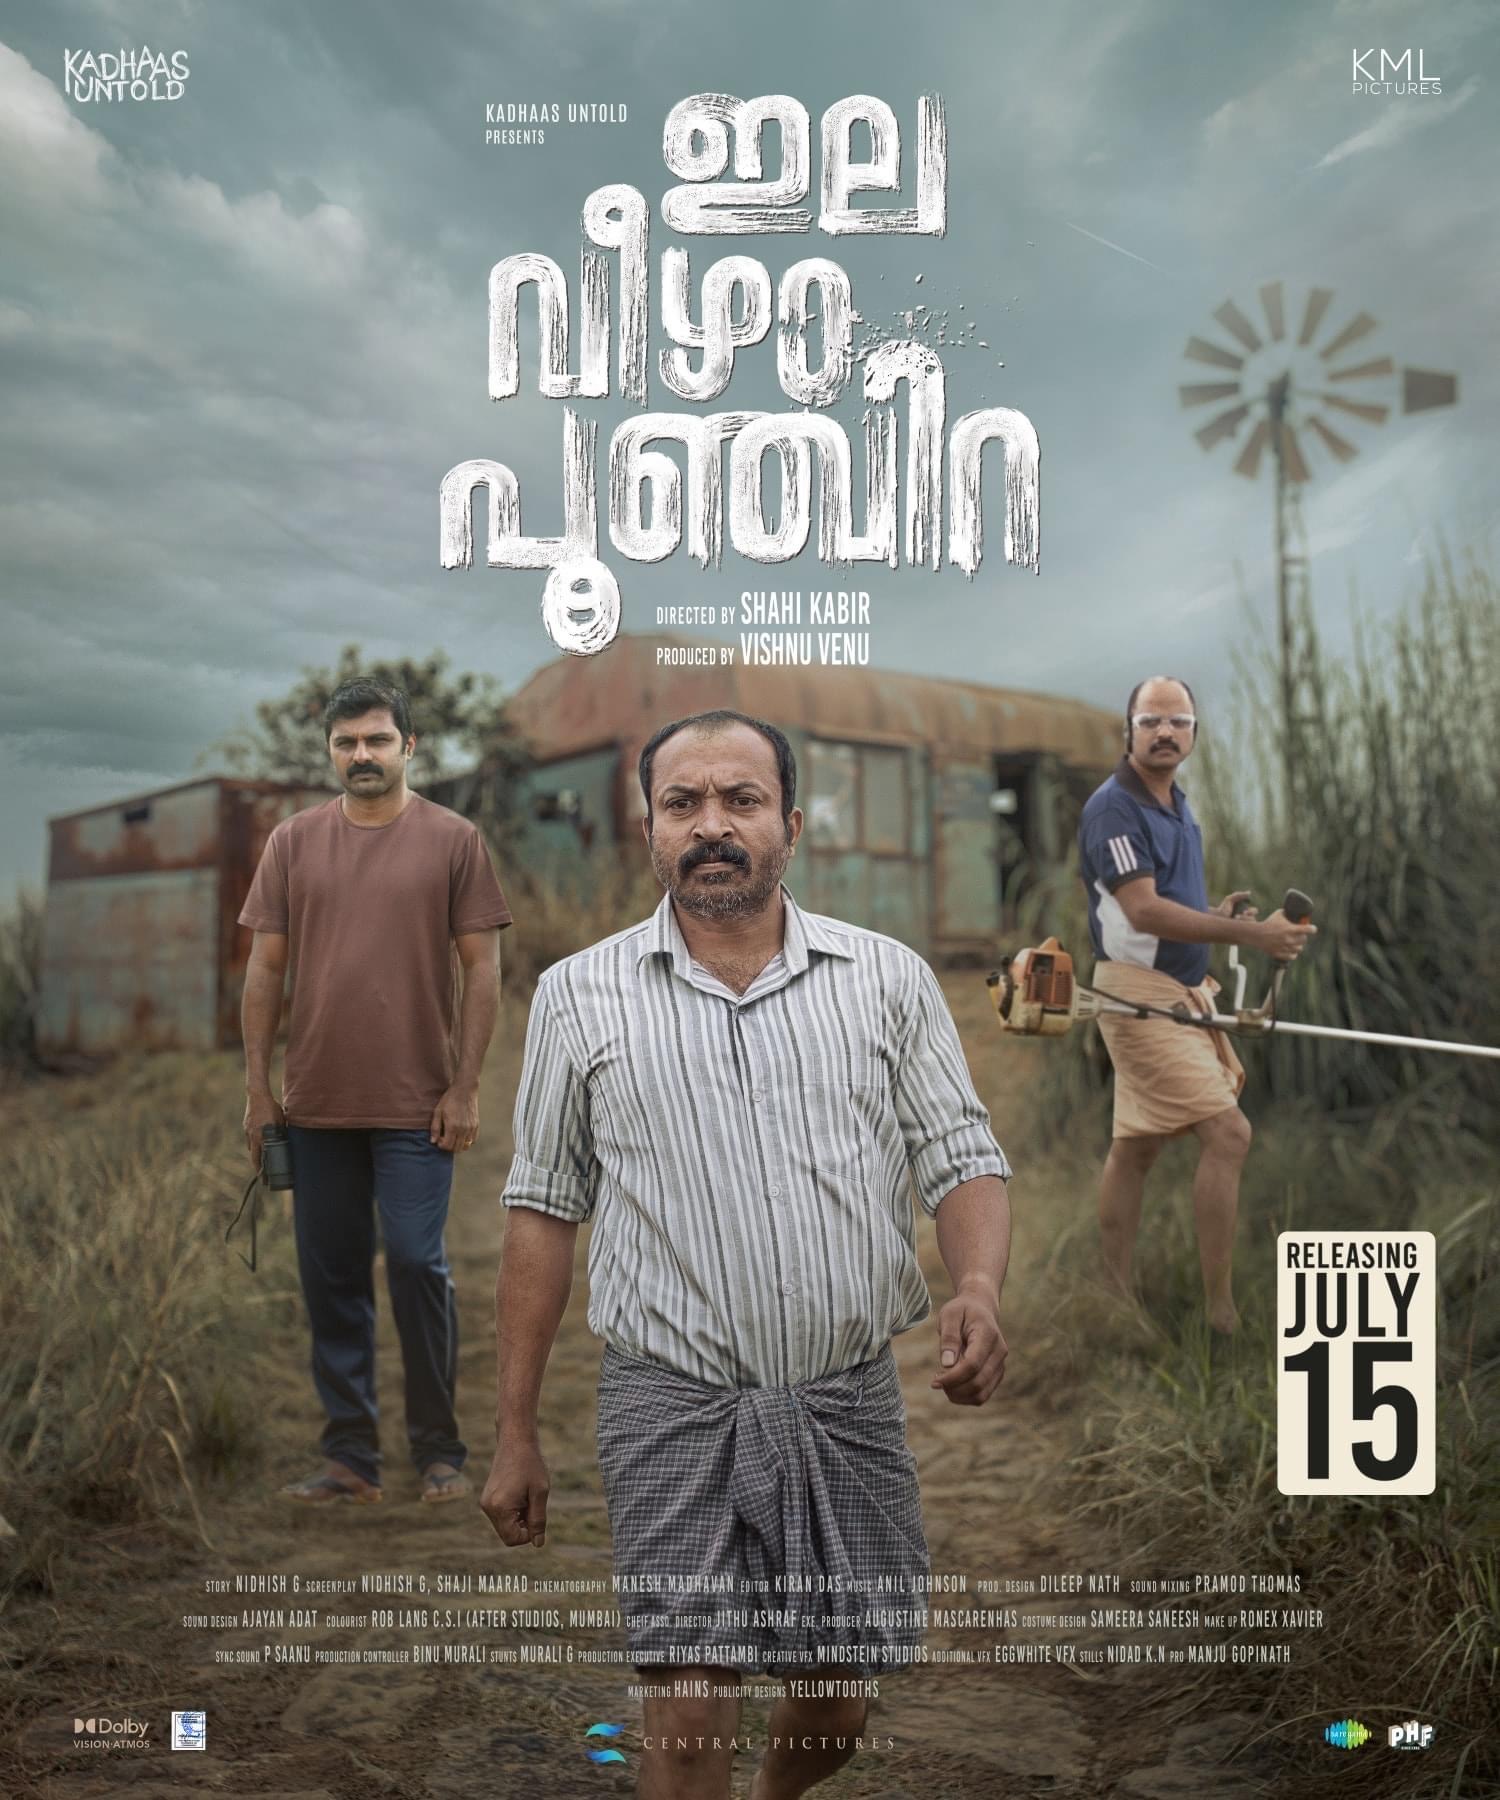 KADHAAS
UNTOLD
KML
PICTURES
KADHAAS UNTOLD
PRESENTS
ഇല
വീഴാ
പൂഞ്ചിറ
DIRECTED BY SHAHI KABIR
PRODUCED BY VISHNU VENU
RELEASING
JULY
15
STORY NIDHISH G SCREENPLAY NIDHISH G, SHAJI MAARAD CINEMATOGRAPHY MANESH MADHAVAN EDITOR KIRAN DAS MUSIC ANIL JOHNSON PROD. DESIGN DILEEP NATH SOUND MIXING PRAMOD THOMAS
SOUND DESIGN AJAYAN ADAT COLOURIST ROB LANG C.S.I (AFTER STUDIOS, MUMBAI) CHEIF ASSO. DIRECTOR JITHU ASHRAF EXE. PRODUCER AUGUSTINE MASCARENHAS COSTUME DESIGN SAMEERA SANEESH MAKE UP RONEX XAVIER
SYNC SOUND P SAANU PRODUCTION CONTROLLER BINU MURALI STUNTS MURALI G PRODUCTION EXECUTIVE RIYAS PATTAMBI CREATIVE VFX MINDSTEIN STUDIOS ADDITIONAL VFX EGGWHITE VFX STILLS NIDAD K.N PRO MANJU GOPINATH
MARKETING HAINS PUBLICITY DESIGNS YELLOWTOOTHS
Dolby
VISION·ATMOS
CENTRAL PICTURES
saregama
PHF